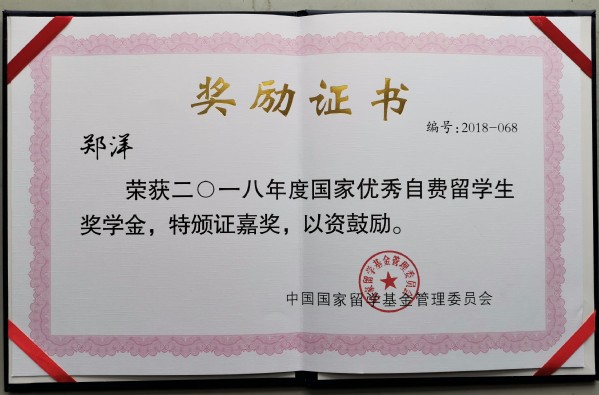 奖励证书
编号:2018-068
郑洋
荣获二〇一八年度国家优秀自费留学生
奖学金，特颁证嘉奖，以资鼓励。
中国国家留学基金管理委员会